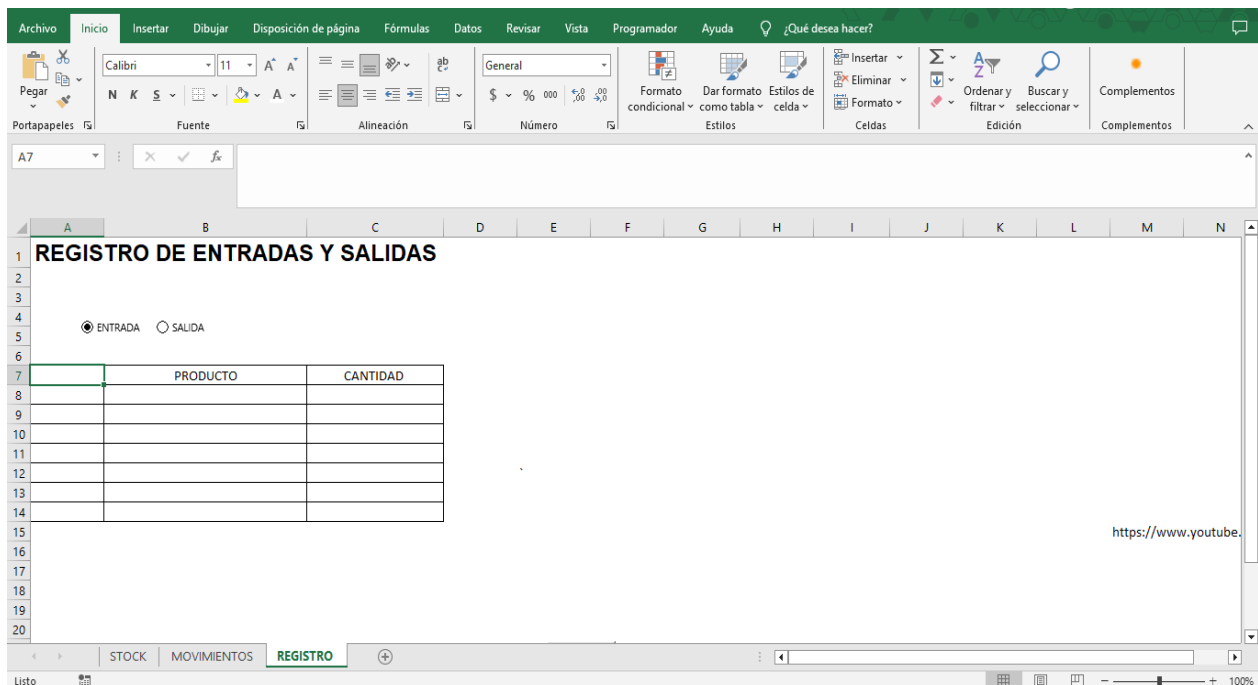 Archivo Inicio Insertar Dibujar Disposición de página Fórmulas Datos Revisar Vista Programador Ayuda ¿Qué desea hacer?
Pegar
Calibri 11 A A
N K S A
ab
c
General
$ % 000 ,00 ,00
Formato condicional
Dar formato como tabla
Estilos de celda
Insertar
Eliminar
Formato
Σ
Ordenar y filtrar
Buscar y seleccionar
Complementos
Portapapeles Fuente Alineación Número Estilos Celdas Edición Complementos
A7 fx
A B C D E F G H I J K L M N
1 REGISTRO DE ENTRADAS Y SALIDAS
2
3
4
ENTRADA SALIDA
5
6
7 PRODUCTO CANTIDAD
8
9
10
11
12 `
13
14
15 https://www.youtube.
16
17
18
19
20
STOCK MOVIMIENTOS REGISTRO
Listo 100%